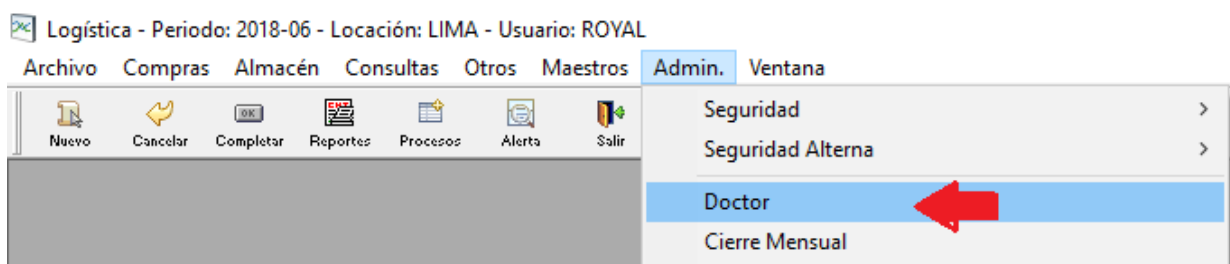 Logística - Periodo: 2018-06 - Locación: LIMA - Usuario: ROYAL
Archivo Compras Almacén Consultas Otros Maestros Admin. Ventana
Nuevo Cancelar OK Completar Reportes Procesos Alerta Salir
Seguridad
Seguridad Alterna
Doctor
Cierre Mensual